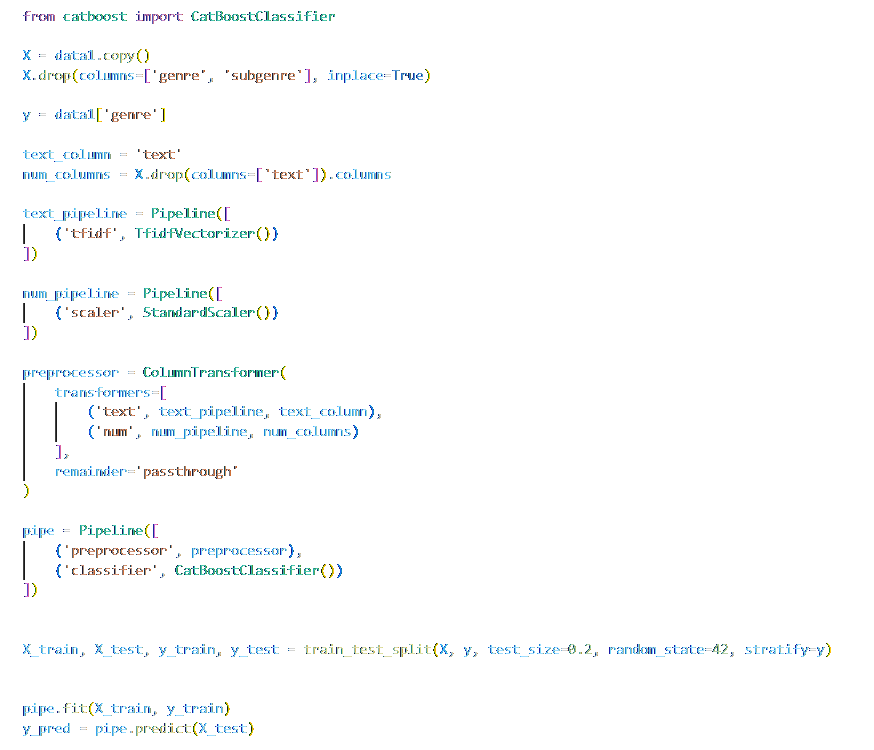 from catboost import CatBoostClassifier
X = data1.copy()
X.drop(columns=['genre', 'subgenre'], inplace=True)
y = data1['genre']
text_column = 'text'
num_columns = X.drop(columns=['text']).columns
text_pipeline = Pipeline([
('tfidf', TfidfVectorizer())
])
num_pipeline = Pipeline([
('scaler', StandardScaler())
])
preprocessor = ColumnTransformer(
transformers=[
('text', text_pipeline, text_column),
('num', num_pipeline, num_columns)
],
remainder='passthrough'
)
pipe = Pipeline([
('preprocessor', preprocessor),
('classifier', CatBoostClassifier())
])
X_train, X_test, y_train, y_test = train_test_split(X, y, test_size=0.2, random_state=42, stratify=y)
pipe.fit(X_train, y_train)
y_pred = pipe.predict(X_test)